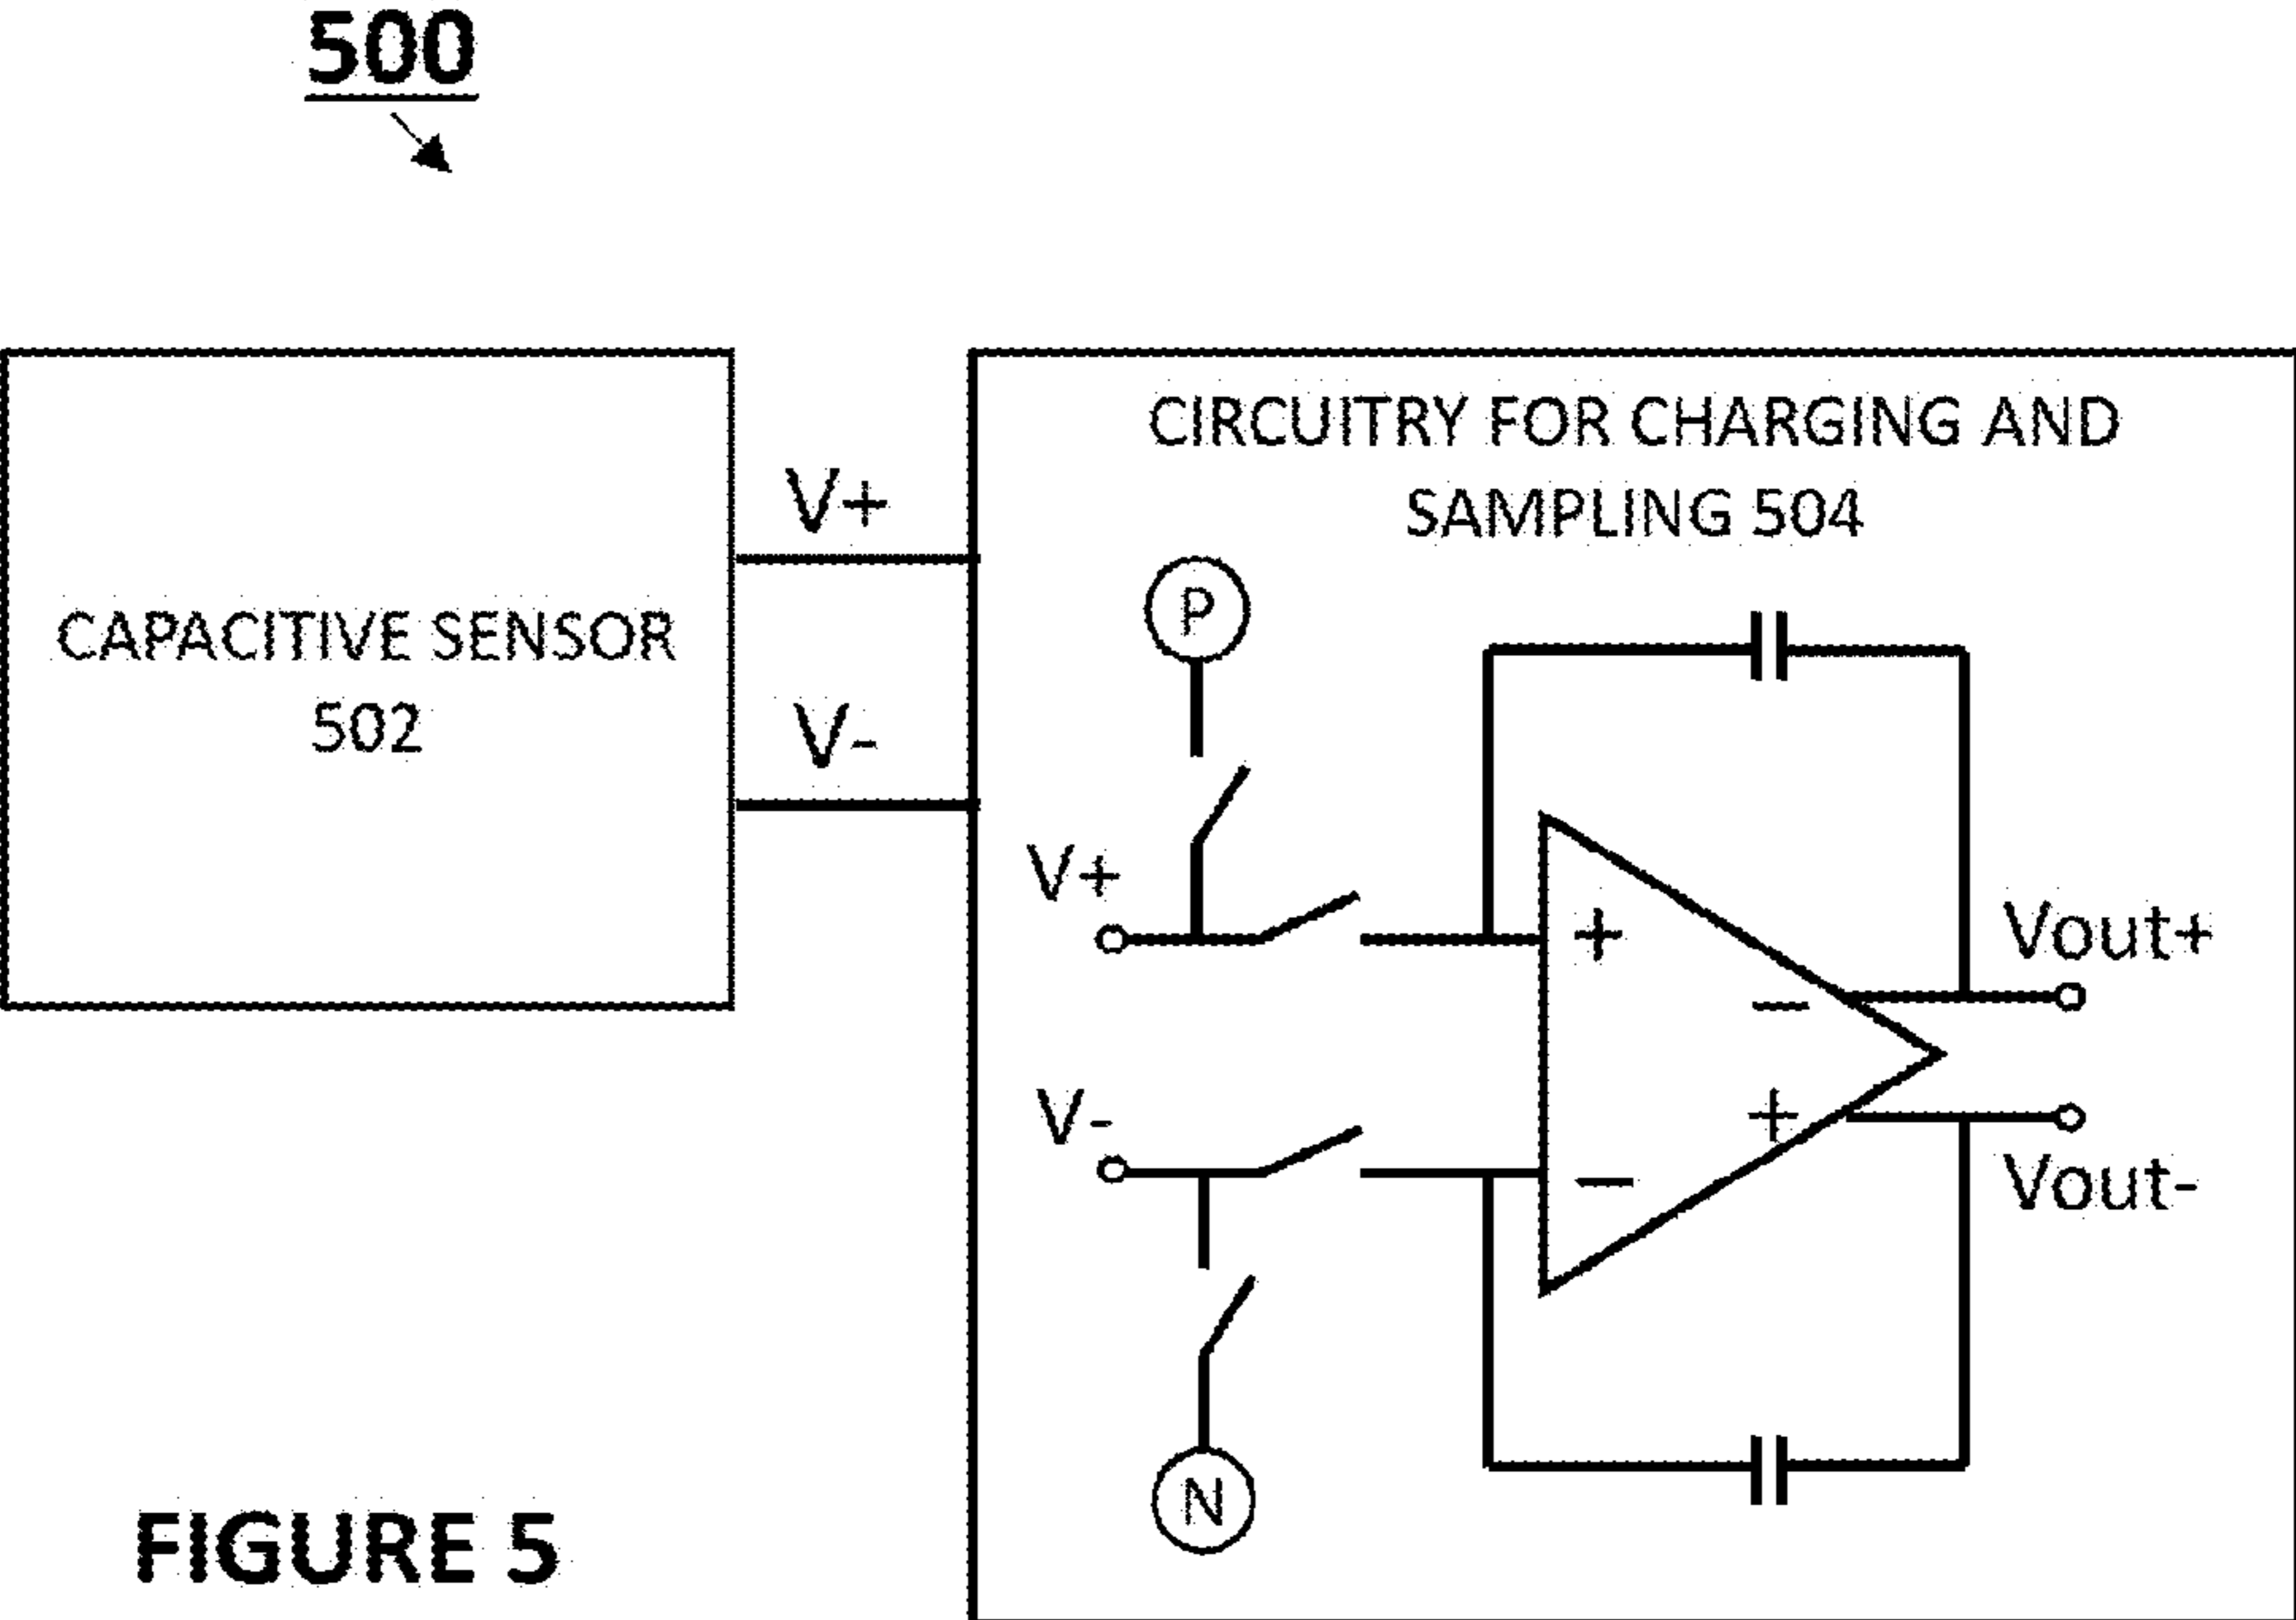 500
CIRCUITRY FOR CHARGING AND
SAMPLING 504
V+
CAPACITIVE SENSOR
502
V-
P
V+
+
Vout+
−
V-
+
−
Vout-
N
FIGURE 5